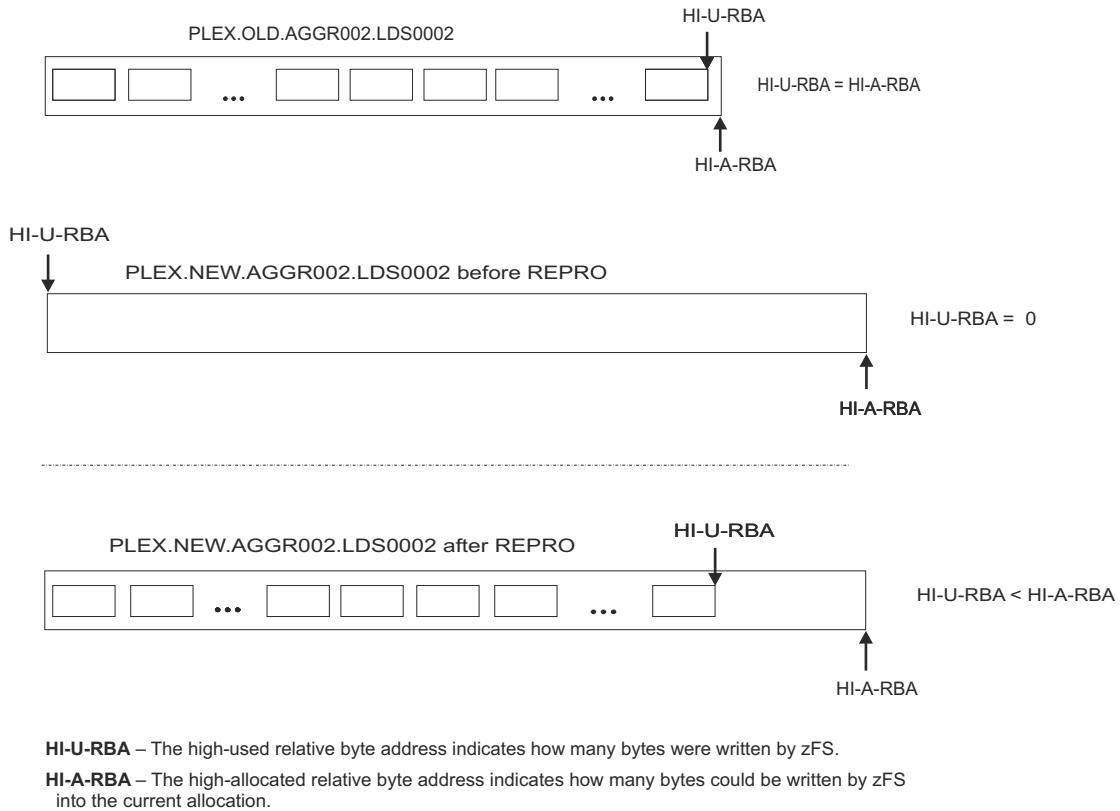 HI-U-RBA
PLEX.OLD.AGGR002.LDS0002
...
...
HI-U-RBA = HI-A-RBA
HI-A-RBA
HI-U-RBA
PLEX.NEW.AGGR002.LDS0002 before REPRO
HI-U-RBA = 0
HI-A-RBA
HI-U-RBA
PLEX.NEW.AGGR002.LDS0002 after REPRO
...
...
HI-U-RBA < HI-A-RBA
HI-A-RBA
HI-U-RBA – The high-used relative byte address indicates how many bytes were written by zFS.
HI-A-RBA – The high-allocated relative byte address indicates how many bytes could be written by zFS
into the current allocation.